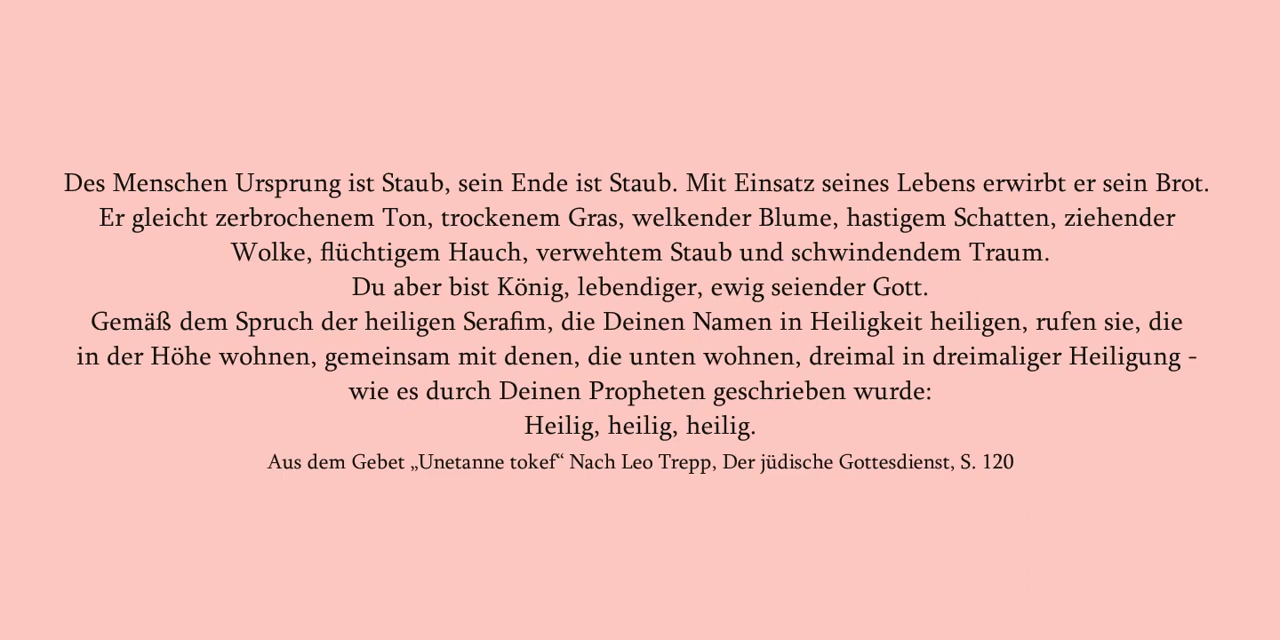 Des Menschen Ursprung ist Staub, sein Ende ist Staub. Mit Einsatz seines Lebens erwirbt er sein Brot.
Er gleicht zerbrochenem Ton, trockenem Gras, welkender Blume, hastigem Schatten, ziehender
Wolke, flüchtigem Hauch, verwehtem Staub und schwindendem Traum.
Du aber bist König, lebendiger, ewig seiender Gott.
Gemäß dem Spruch der heiligen Serafim, die Deinen Namen in Heiligkeit heiligen, rufen sie, die
in der Höhe wohnen, gemeinsam mit denen, die unten wohnen, dreimal in dreimaliger Heiligung -
wie es durch Deinen Propheten geschrieben wurde:
Heilig, heilig, heilig.
Aus dem Gebet „Unetanne tokef“ Nach Leo Trepp, Der jüdische Gottesdienst, S. 120